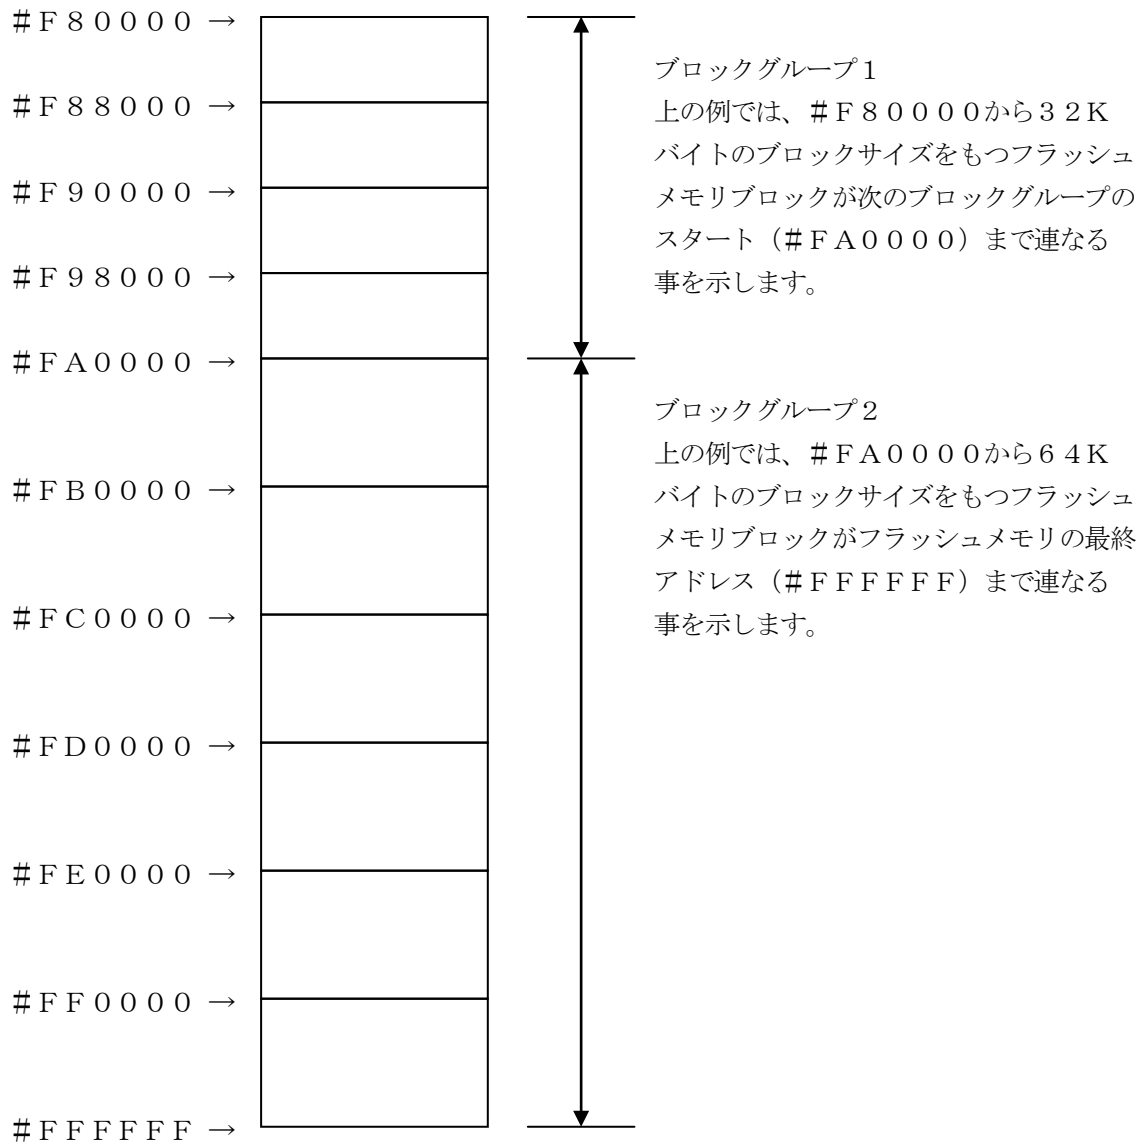 #F80000 →
#F88000 →
#F90000 →
#F98000 →
#FA0000 →
#FB0000 →
#FC0000 →
#FD0000 →
#FE0000 →
#FF0000 →
#FFFFFF →
ブロックグループ1
上の例では、#F80000から32K
バイトのブロックサイズをもつフラッシュ
メモリブロックが次のブロックグループの
スタート(#FA0000)まで連なる
事を示します。
ブロックグループ2
上の例では、#FA0000から64K
バイトのブロックサイズをもつフラッシュ
メモリブロックがフラッシュメモリの最終
アドレス(#FFFFFF)まで連なる
事を示します。